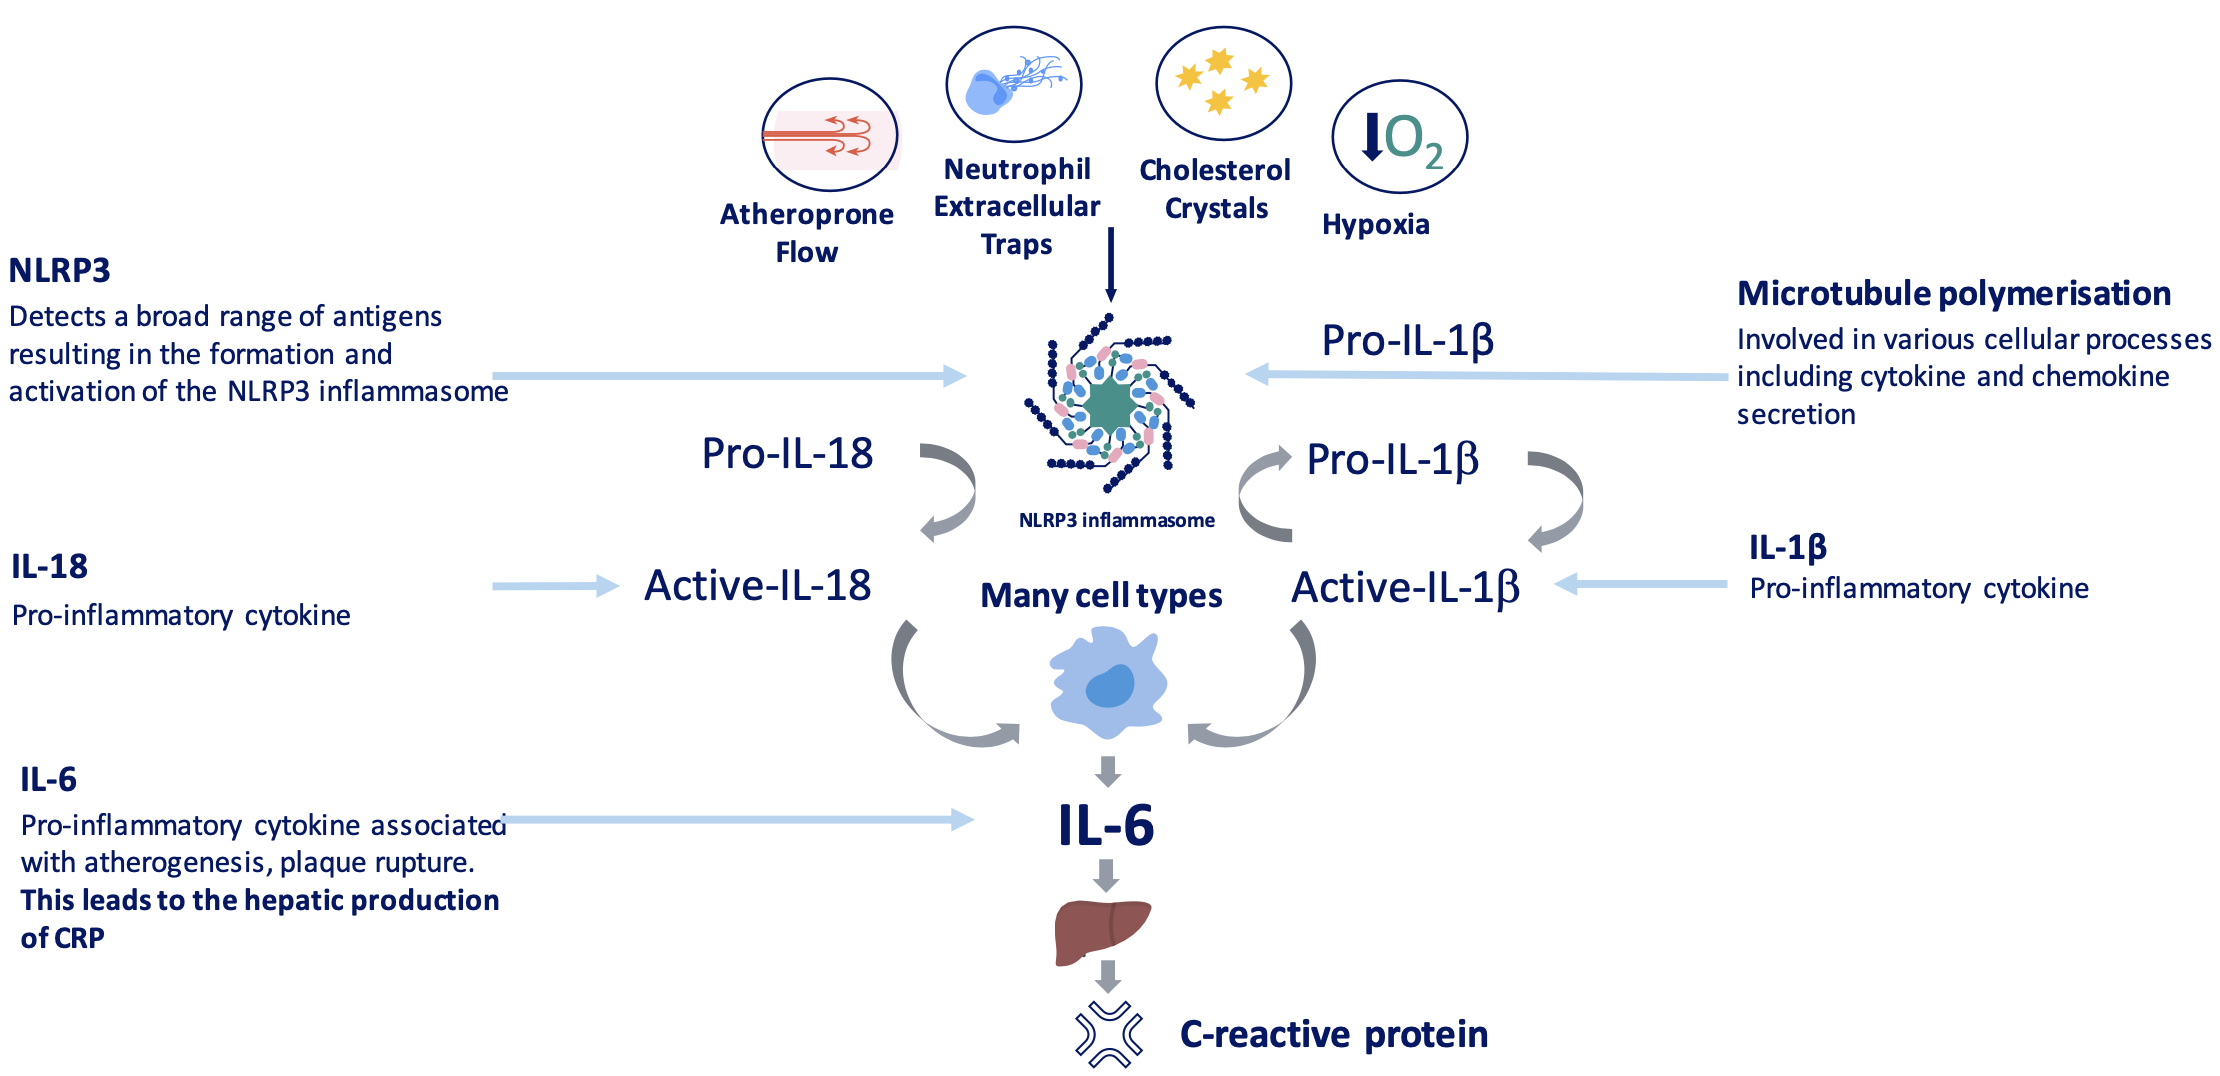 Atheroprone
Flow
Neutrophil
Extracellular
Traps
Cholesterol
Crystals
↓O₂
Hypoxia
NLRP3
Detects a broad range of antigens
resulting in the formation and
activation of the NLRP3 inflammasome
Microtubule polymerisation
Involved in various cellular processes
including cytokine and chemokine
secretion
Pro-IL-1β
Pro-IL-18
Pro-IL-1β
NLRP3 inflammasome
IL-18
Pro-inflammatory cytokine
Active-IL-18
Many cell types
Active-IL-1β
IL-1β
Pro-inflammatory cytokine
IL-6
Pro-inflammatory cytokine associated
with atherogenesis, plaque rupture.
This leads to the hepatic production
of CRP
IL-6
C-reactive protein